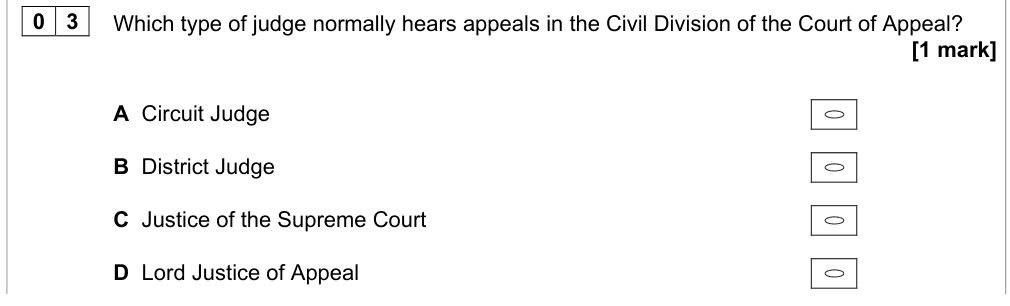 0 3 Which type of judge normally hears appeals in the Civil Division of the Court of Appeal?
[1 mark]
A Circuit Judge
B District Judge
C Justice of the Supreme Court
D Lord Justice of Appeal